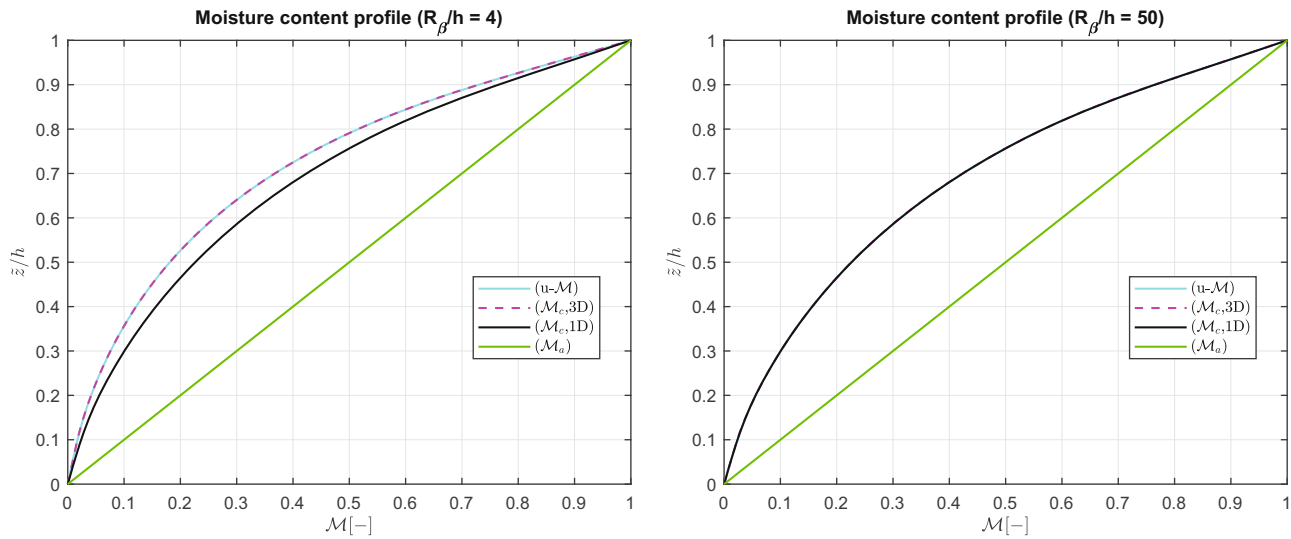 Moisture content profile (R_β/h = 4)
1
0.9
0.8
0.7
0.6
0.5
0.4
0.3
0.2
0.1
0
z̃/h
(u-ℳ)
(ℳ_c,3D)
(ℳ_c,1D)
(ℳ_a)
0 0.1 0.2 0.3 0.4 0.5 0.6 0.7 0.8 0.9 1
ℳ[−]
Moisture content profile (R_β/h = 50)
1
0.9
0.8
0.7
0.6
0.5
0.4
0.3
0.2
0.1
0
z̃/h
(u-ℳ)
(ℳ_c,3D)
(ℳ_c,1D)
(ℳ_a)
0 0.1 0.2 0.3 0.4 0.5 0.6 0.7 0.8 0.9 1
ℳ[−]